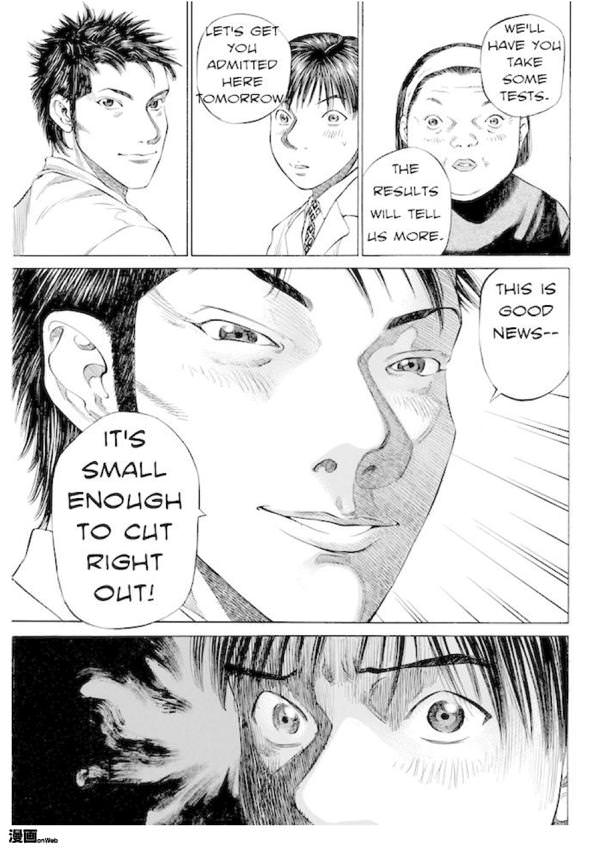 WE'LL
HAVE YOU
TAKE
SOME
TESTS.
THE
RESULTS
WILL TELL
US MORE.
LET'S GET
YOU
ADMITTED
HERE
TOMORROW
THIS IS
GOOD
NEWS--
IT'S
SMALL
ENOUGH
TO CUT
RIGHT
OUT!
漫画onWeb